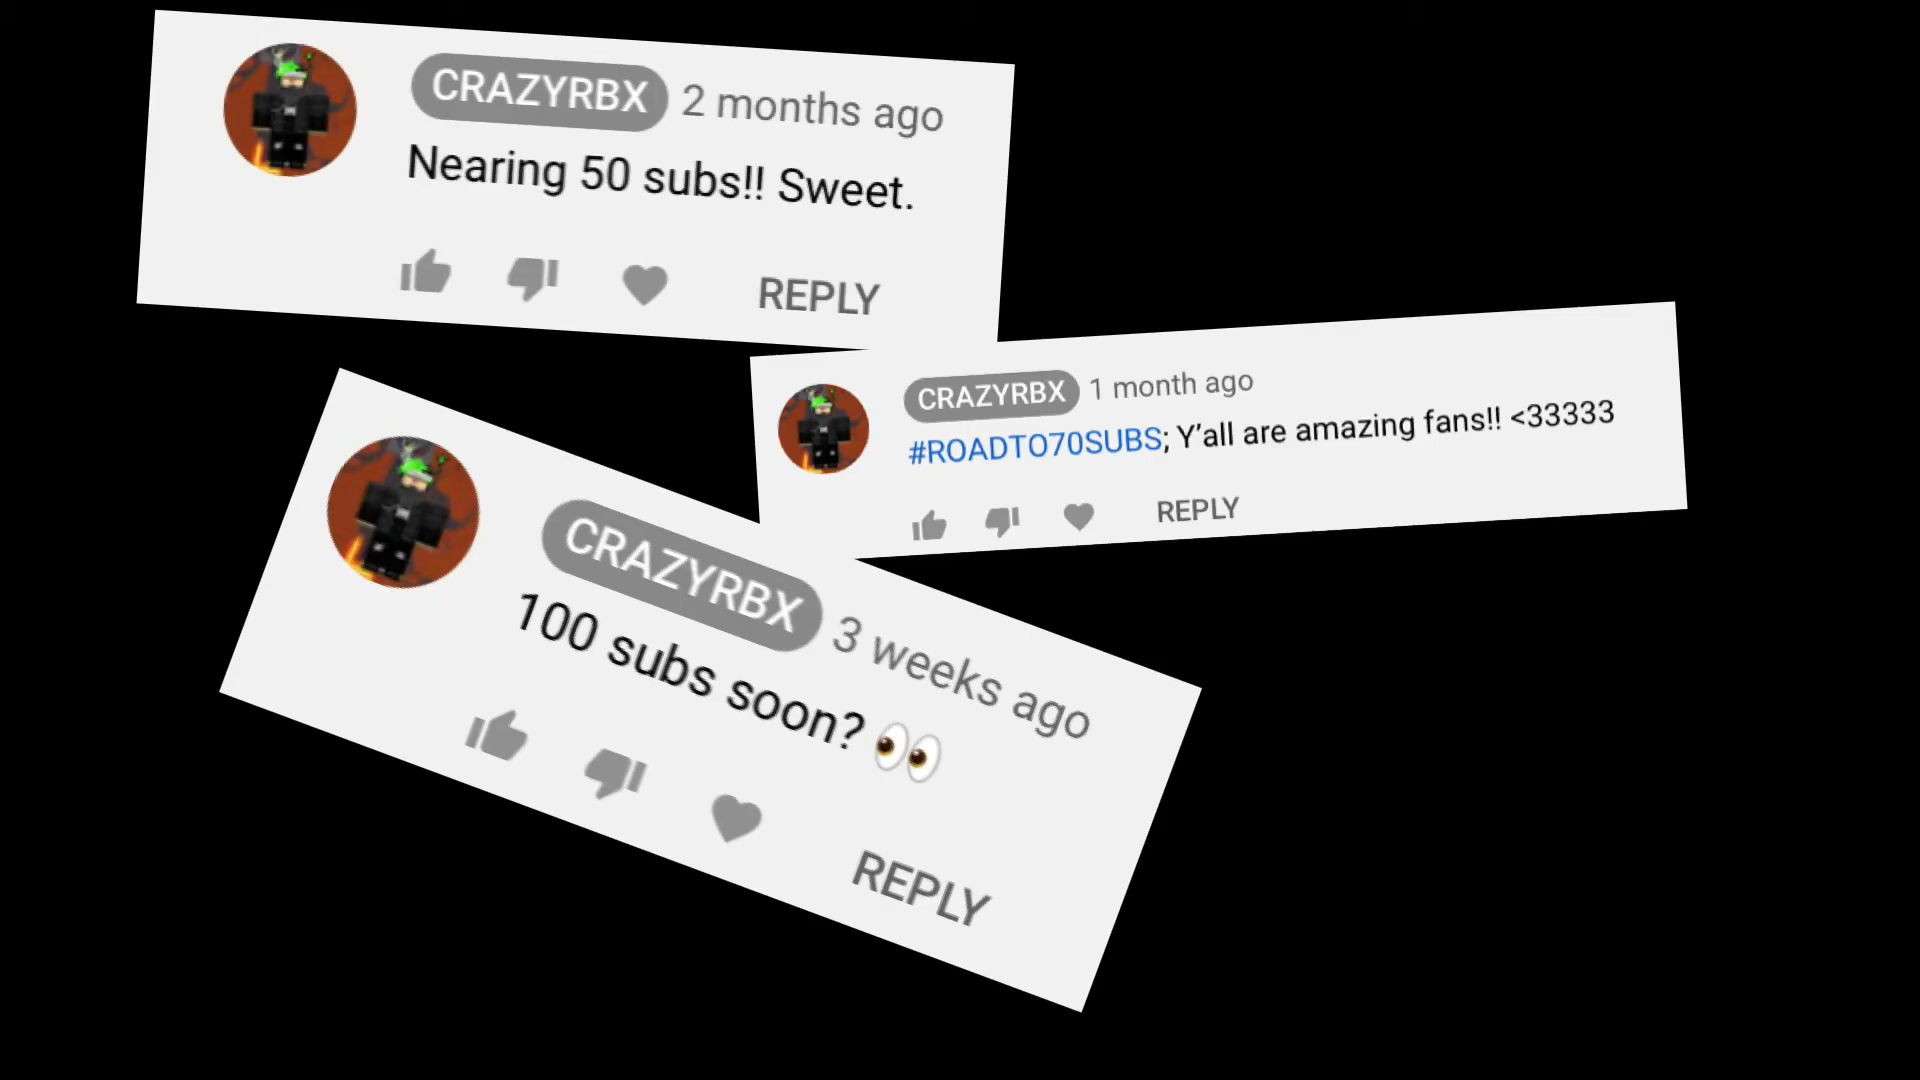 CRAZYRBX 2 months ago
Nearing 50 subs!! Sweet.
REPLY
CRAZYRBX 1 month ago
#ROADTO70SUBS; Y’all are amazing fans!! <33333
REPLY
CRAZYRBX 3 weeks ago
100 subs soon? 👀
REPLY